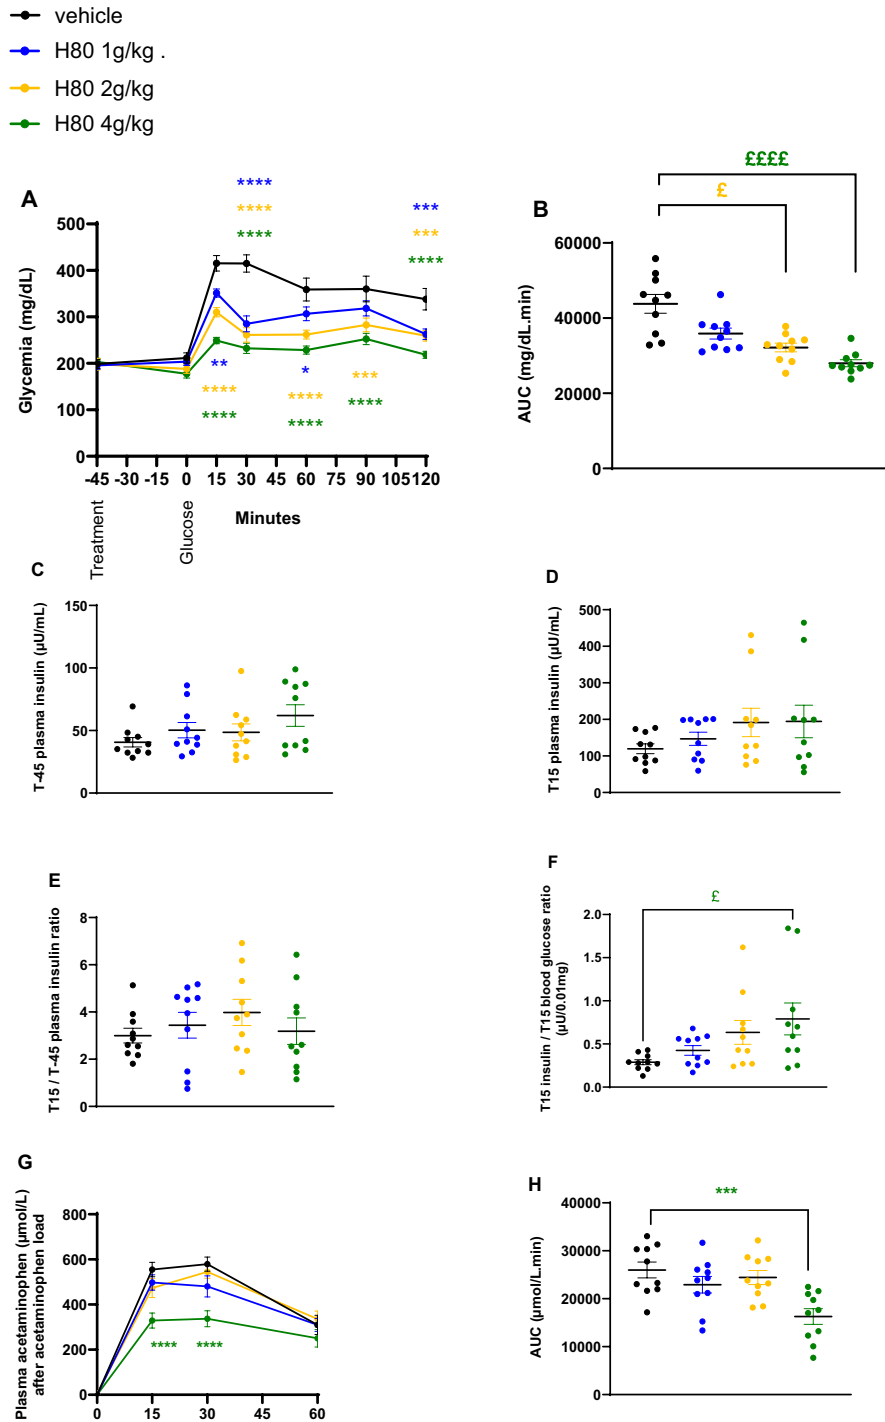 vehicle
H80 1g/kg .
H80 2g/kg
H80 4g/kg
A
Glycemia (mg/dL)
500
400
300
200
100
0
****
****
****
***
***
****
**
****
****
*
****
****
***
****
-45 -30 -15 0 15 30 45 60 75 90 105 120
Treatment
Glucose
Minutes
B
££££
£
AUC (mg/dL.min)
60000
40000
20000
0
C
T-45 plasma insulin (µU/mL)
150
100
50
0
D
T15 plasma insulin (µU/mL)
500
400
300
200
100
0
E
T15 / T-45 plasma insulin ratio
8
6
4
2
0
F
T15 insulin / T15 blood glucose ratio
(µU/0.01mg)
£
2.0
1.5
1.0
0.5
0.0
G
Plasma acetaminophen (µmol/L)
after acetaminophen load
800
600
400
200
0
**** ****
0 15 30 45 60
H
AUC (µmol/L.min)
***
40000
30000
20000
10000
0